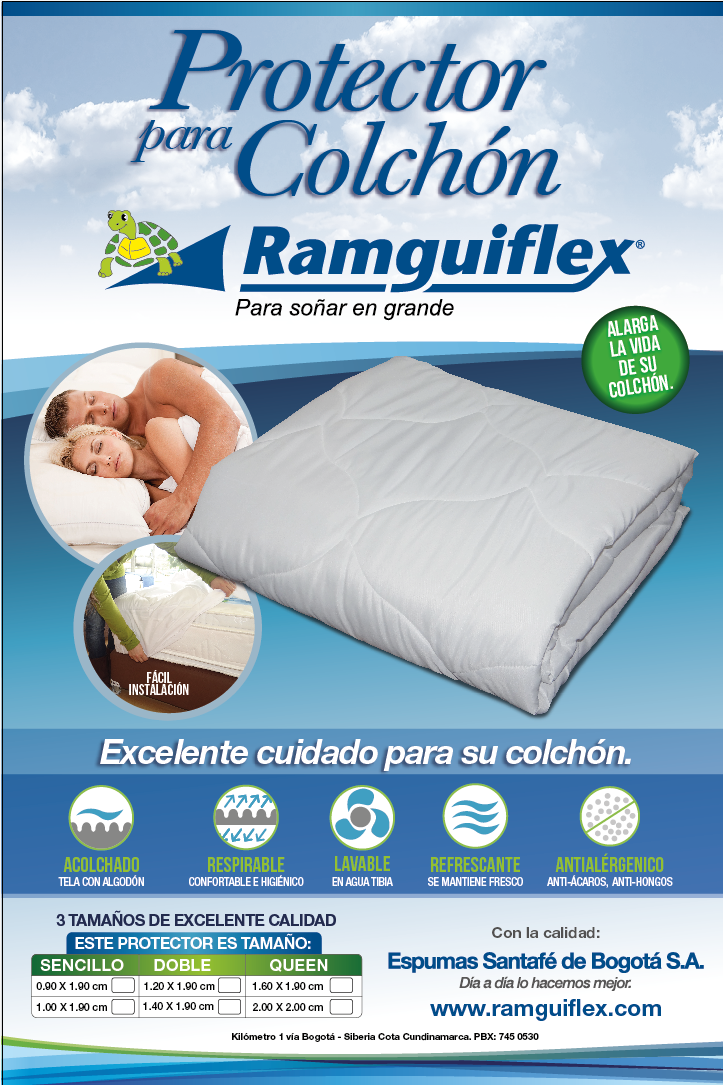 Protector
para Colchón
Ramguiflex®
Para soñar en grande
ALARGA
LA VIDA
DE SU
COLCHÓN.
FÁCIL
INSTALACIÓN
Excelente cuidado para su colchón.
ACOLCHADO
TELA CON ALGODÓN
RESPIRABLE
CONFORTABLE E HIGIÉNICO
LAVABLE
EN AGUA TIBIA
REFRESCANTE
SE MANTIENE FRESCO
ANTIALÉRGENICO
ANTI-ÁCAROS, ANTI-HONGOS
3 TAMAÑOS DE EXCELENTE CALIDAD
ESTE PROTECTOR ES TAMAÑO:
SENCILLO DOBLE QUEEN
0.90 X 1.90 cm 1.20 X 1.90 cm 1.60 X 1.90 cm
1.00 X 1.90 cm 1.40 X 1.90 cm 2.00 X 2.00 cm
Con la calidad:
Espumas Santafé de Bogotá S.A.
Día a día lo hacemos mejor.
www.ramguiflex.com
Kilómetro 1 vía Bogotá - Siberia Cota Cundinamarca. PBX: 745 0530